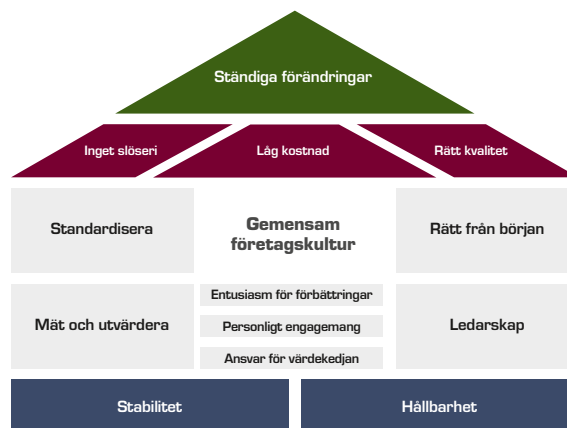 Ständiga förändringar
Inget slöseri
Låg kostnad
Rätt kvalitet
Standardisera
Gemensam
företagskultur
Rätt från början
Mät och utvärdera
Entusiasm för förbättringar
Personligt engagemang
Ansvar för värdekedjan
Ledarskap
Stabilitet
Hållbarhet